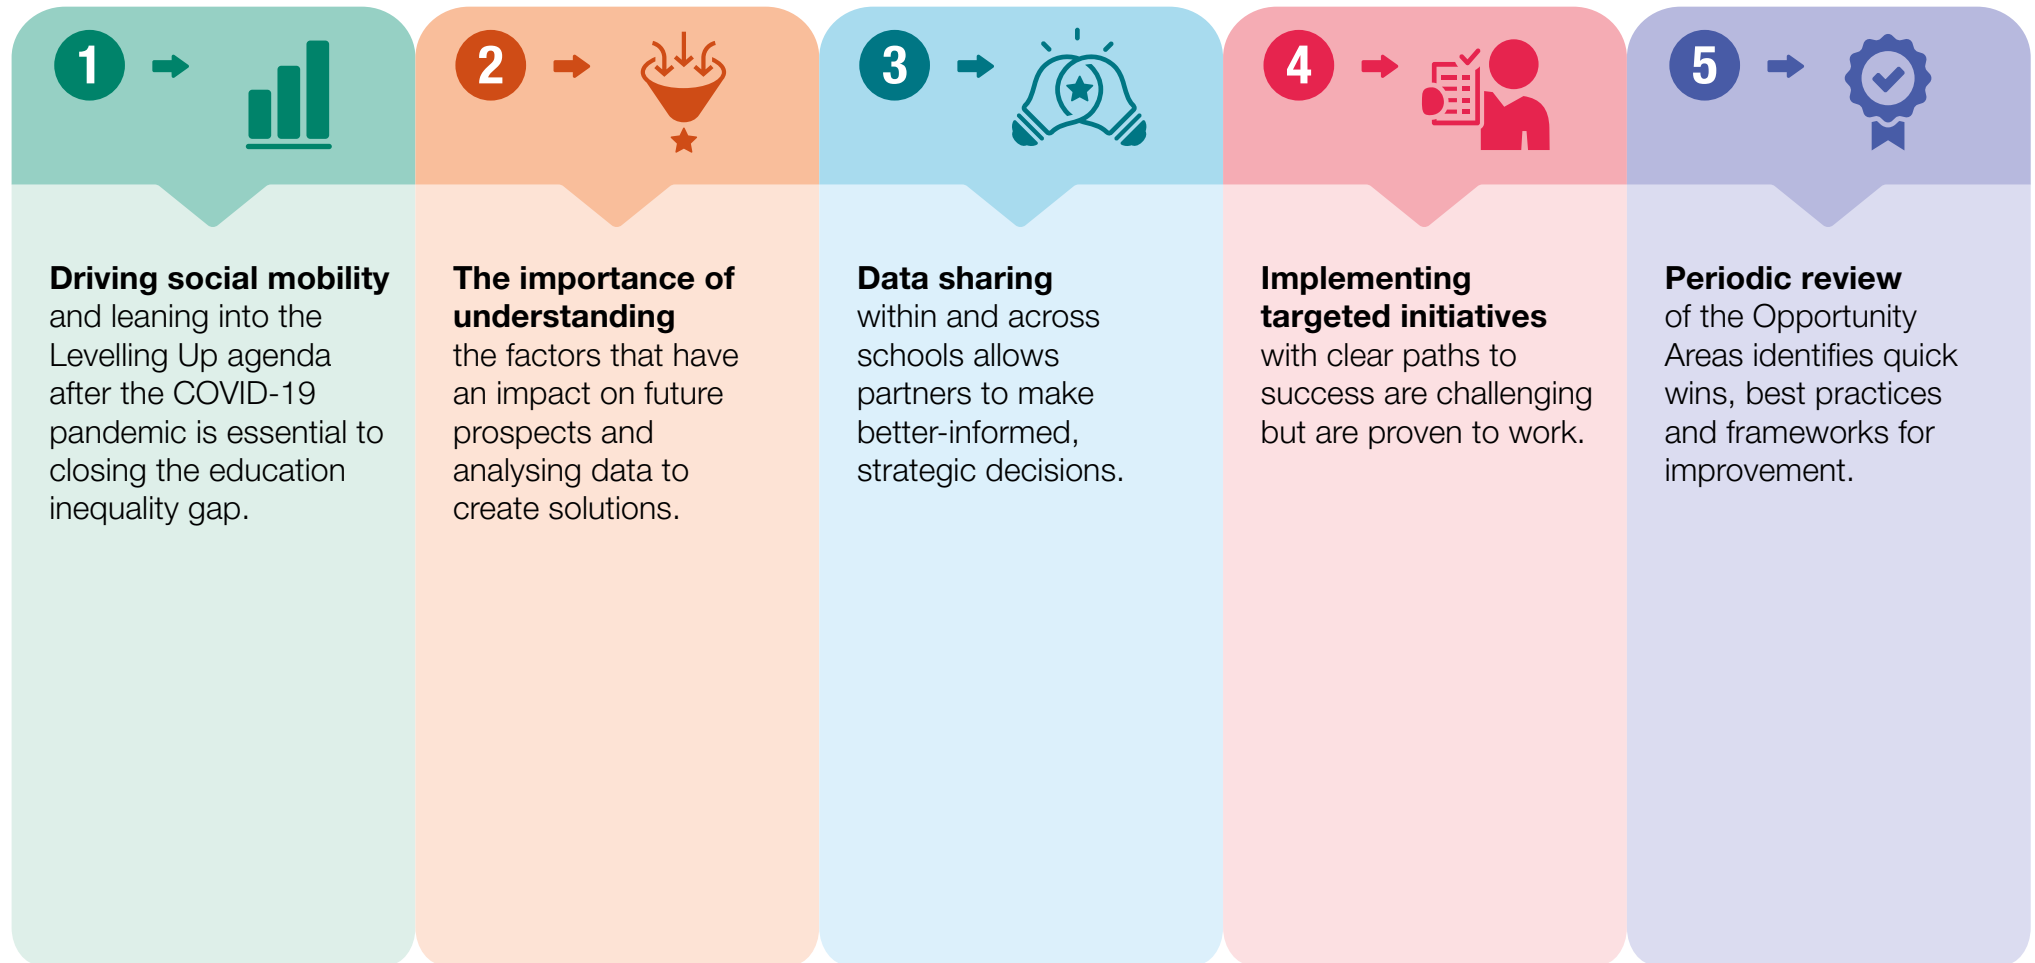 1
Driving social mobility
and leaning into the
Levelling Up agenda
after the COVID-19
pandemic is essential to
closing the education
inequality gap.
2
The importance of
understanding
the factors that have
an impact on future
prospects and
analysing data to
create solutions.
3
Data sharing
within and across
schools allows
partners to make
better-informed,
strategic decisions.
4
Implementing
targeted initiatives
with clear paths to
success are challenging
but are proven to work.
5
Periodic review
of the Opportunity
Areas identifies quick
wins, best practices
and frameworks for
improvement.